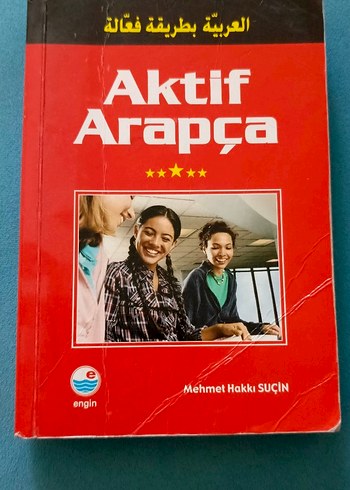 العربيّة بطريقة فعّالة
Aktif
Arapça
e
engin
Mehmet Hakkı SUÇİN